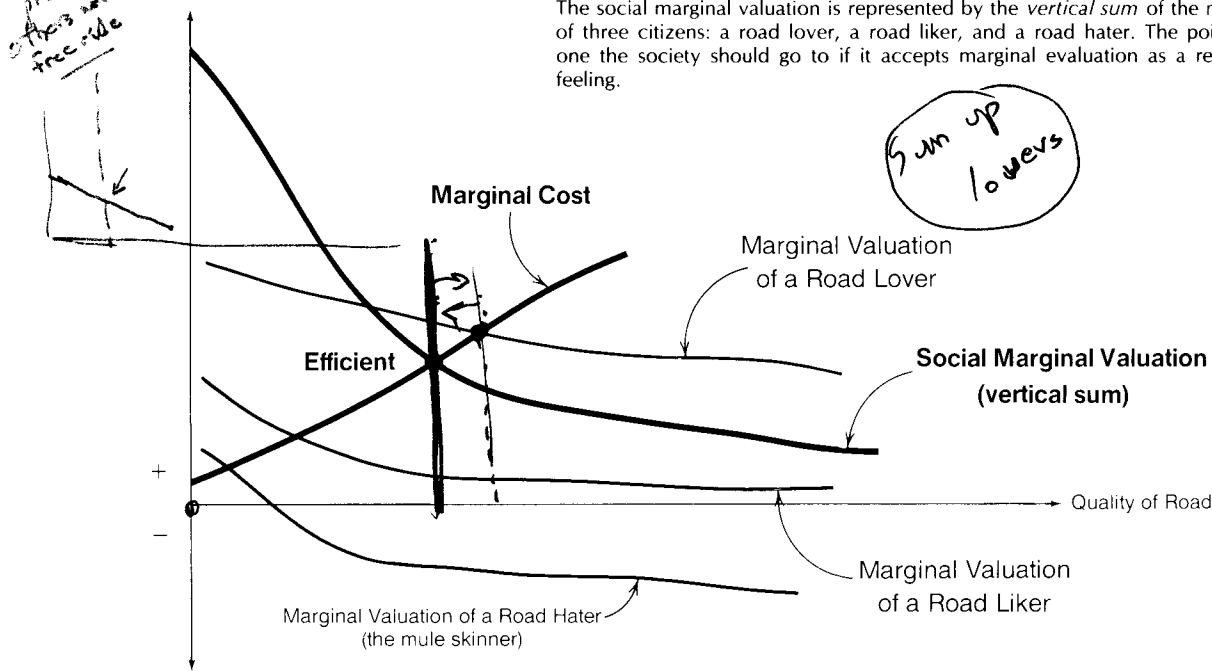 others
free ride
The social marginal valuation is represented by the vertical sum of the
of three citizens: a road lover, a road liker, and a road hater. The
one the society should go to if it accepts marginal evaluation as a
feeling.
Sum up
lovers
Marginal Cost
Marginal Valuation
of a Road Lover
Efficient
Social Marginal Valuation
(vertical sum)
+
−
Quality of Road
Marginal Valuation
of a Road Liker
Marginal Valuation of a Road Hater
(the mule skinner)